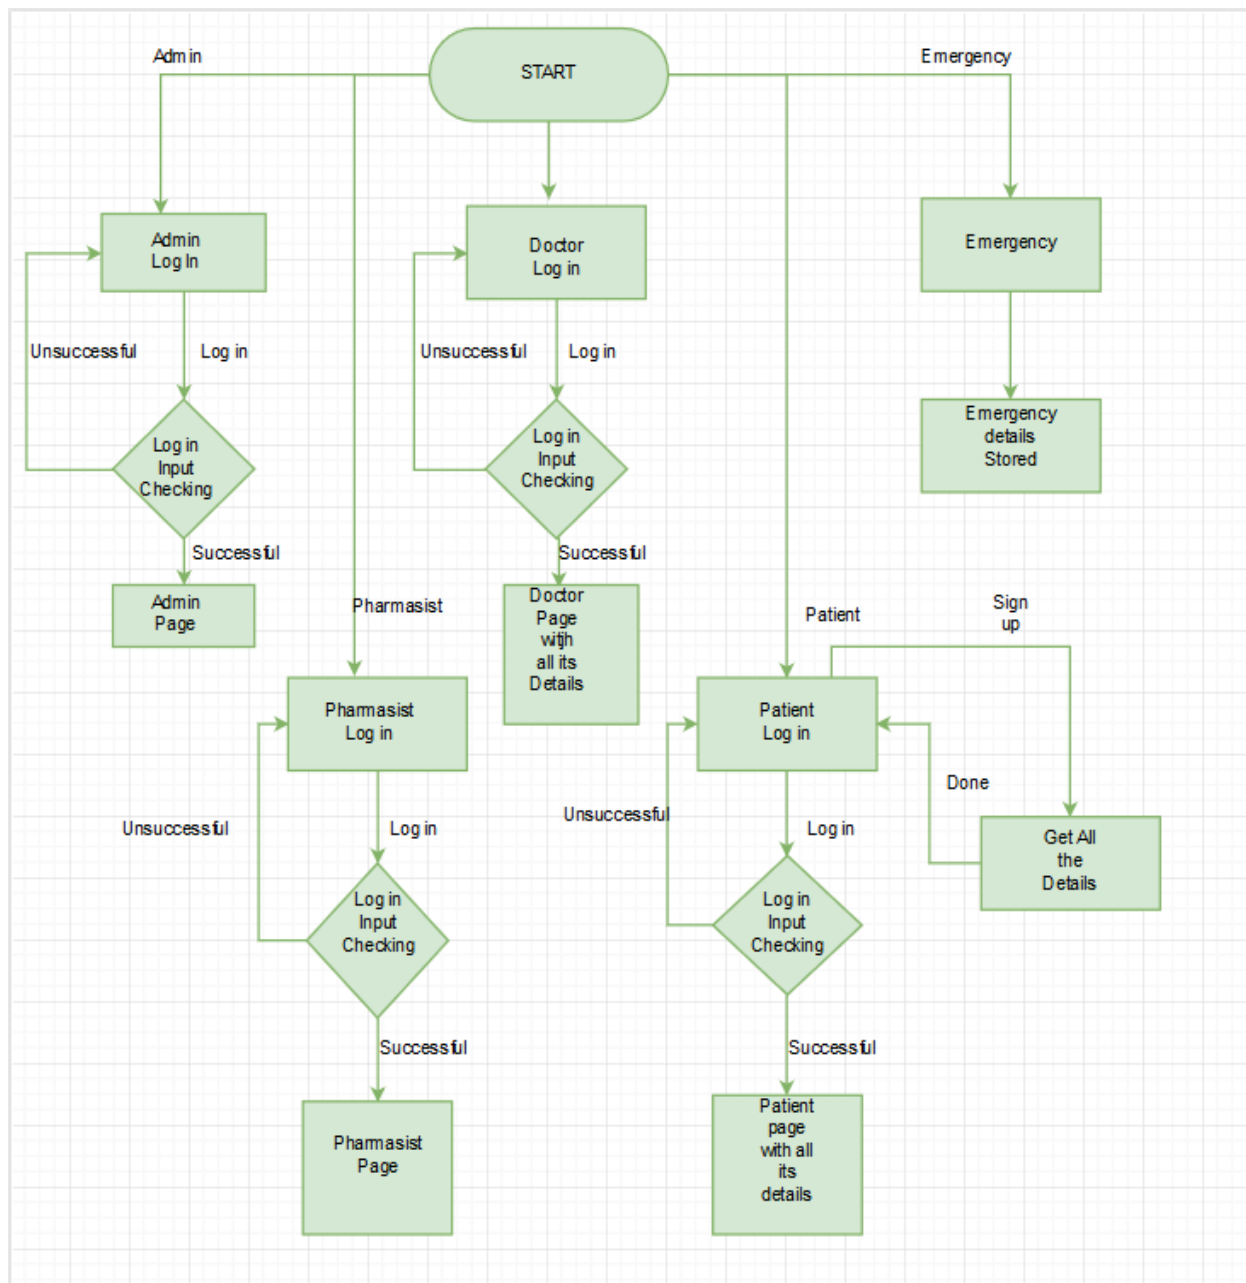 Admin
START
Emergency
Admin
Log In
Doctor
Log in
Emergency
Unsuccessful
Log in
Unsuccessful
Log in
Log in
Input
Checking
Log in
Input
Checking
Emergency
details
Stored
Successful
Successful
Admin
Page
Pharmasist
Doctor
Page
witjh
all its
Details
Patient
Sign
up
Pharmasist
Log in
Patient
Log in
Done
Unsuccessful
Log in
Unsuccessful
Log in
Get All
the
Details
Log in
Input
Checking
Log in
Input
Checking
Successful
Successful
Pharmasist
Page
Patient
page
with all
its
details